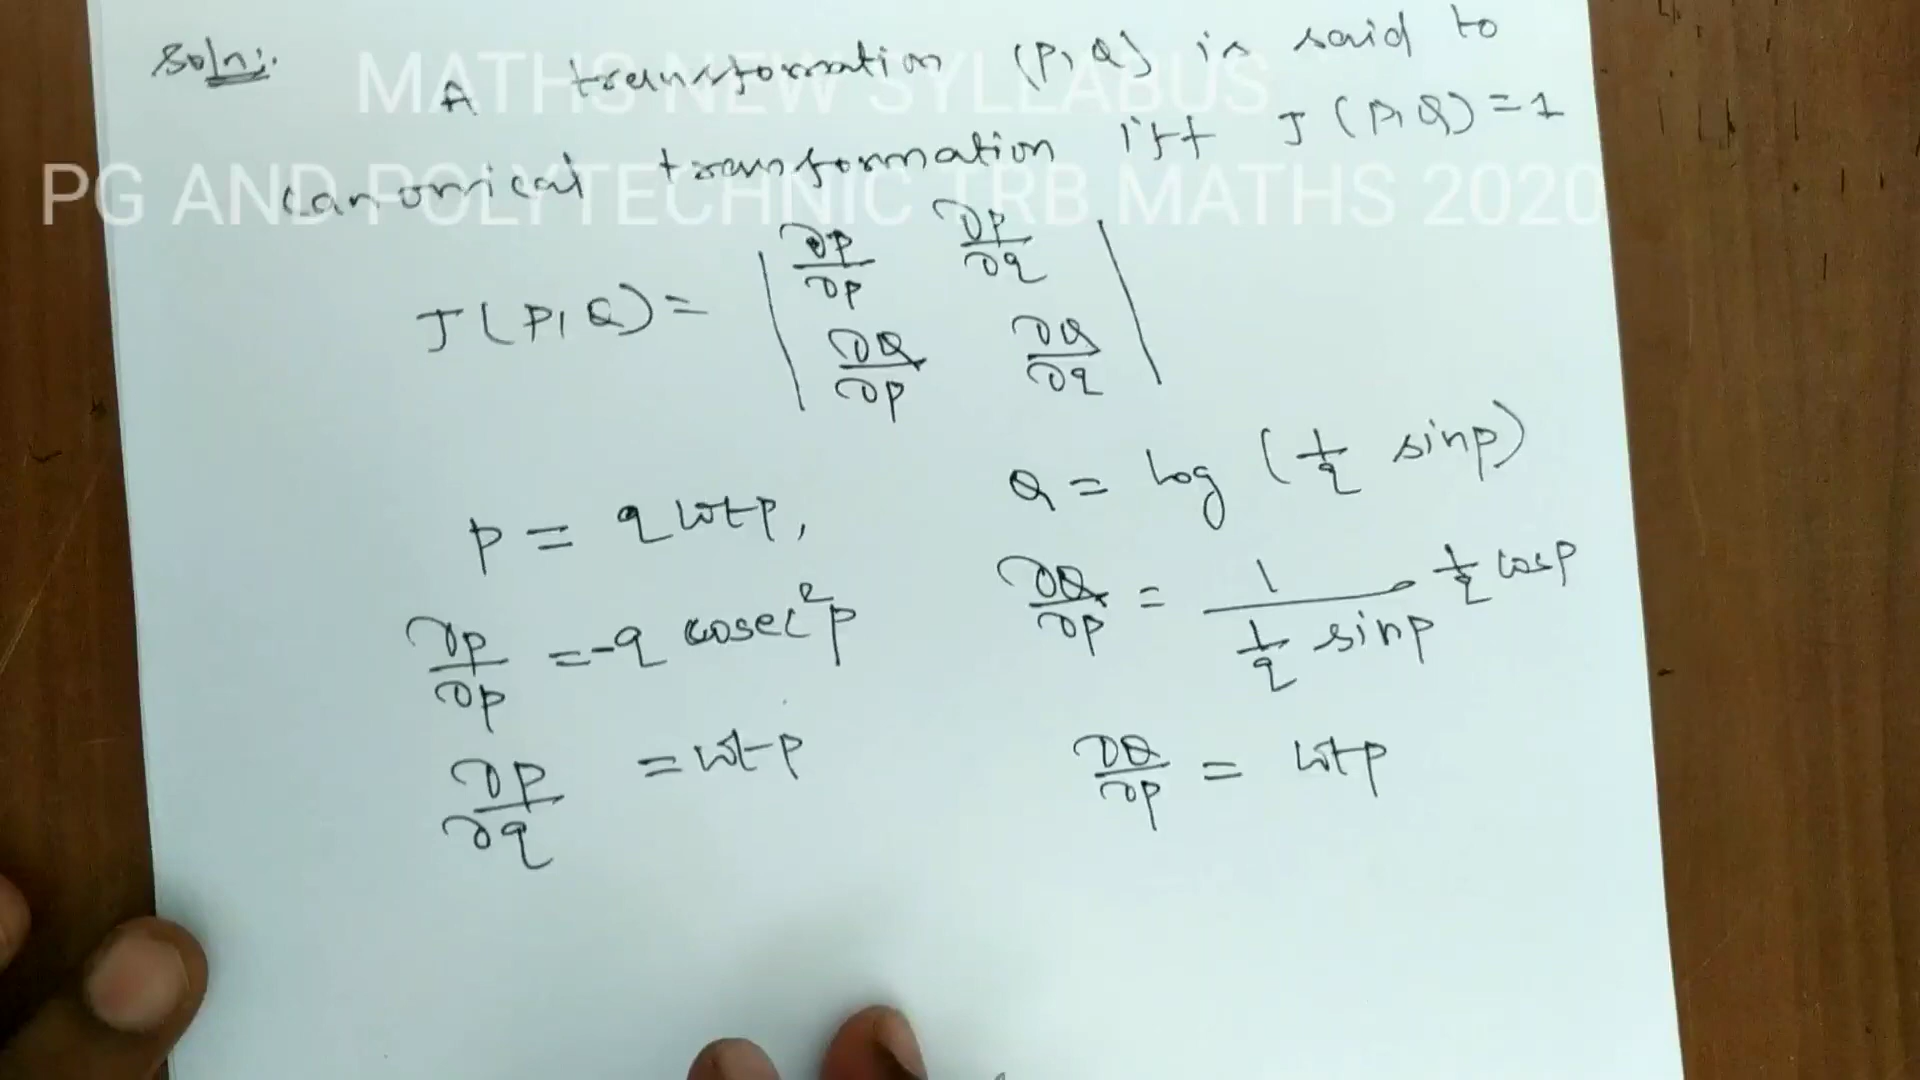 Soln:.
A transformation (P, Q) is said to
canonical transformation iff J (P, Q) = 1
MATHS NEW SYLLABUS
PG AND POLYTECHNIC TRB MATHS 2020
J(P, Q) = | ∂P/∂p ∂P/∂q |
| ∂Q/∂p ∂Q/∂q |
P = q cot p, Q = log (1/q sin p)
∂P/∂p = -q cosec²p ∂Q/∂p = 1/(1/q sin p) · 1/q cos p
∂P/∂q = cot p ∂Q/∂p = cot p